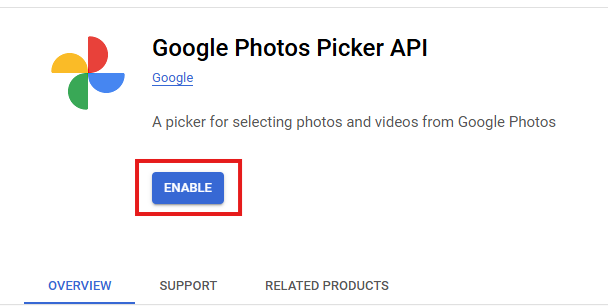 Google Photos Picker API
Google
A picker for selecting photos and videos from Google Photos
ENABLE
OVERVIEW SUPPORT RELATED PRODUCTS